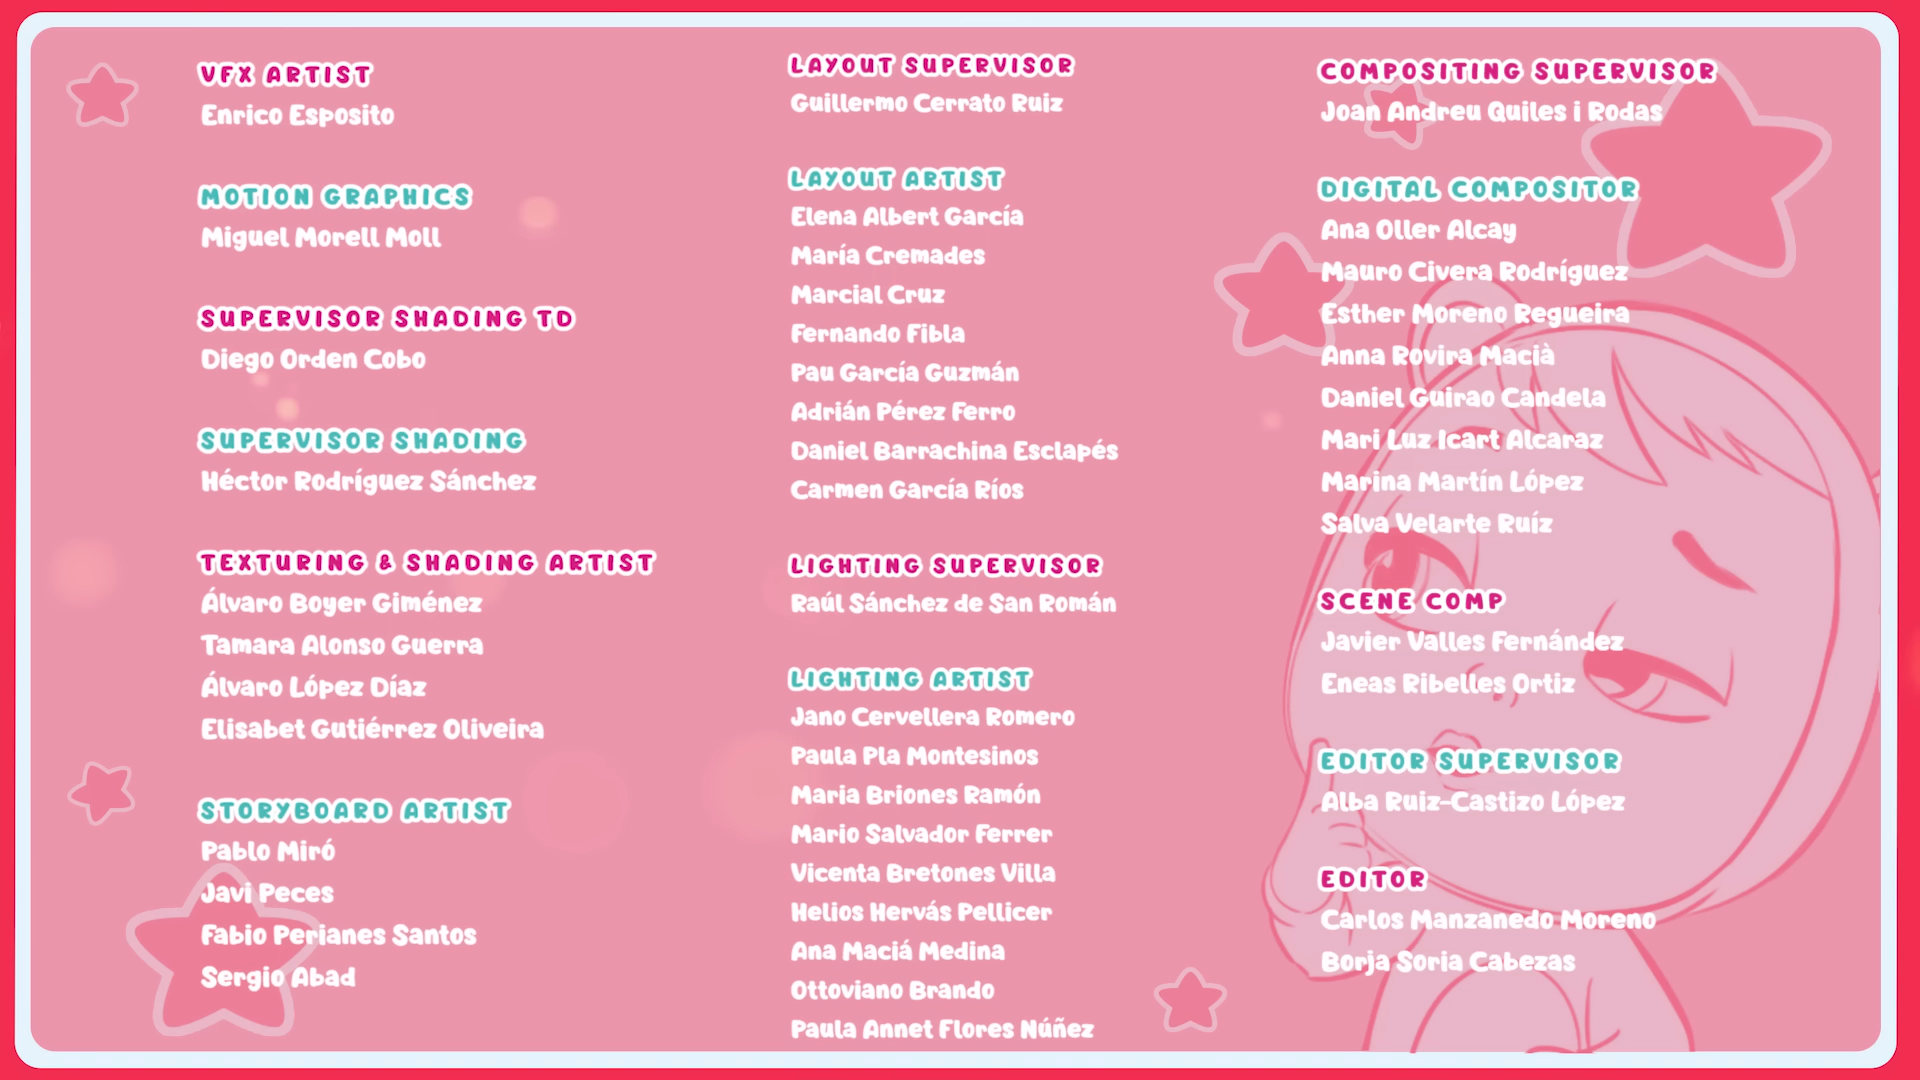 VFX ARTIST
Enrico Esposito
MOTION GRAPHICS
Miguel Morell Moll
SUPERVISOR SHADING TD
Diego Orden Cobo
SUPERVISOR SHADING
Héctor Rodríguez Sánchez
TEXTURING & SHADING ARTIST
Álvaro Boyer Giménez
Tamara Alonso Guerra
Álvaro López Díaz
Elisabet Gutiérrez Oliveira
STORYBOARD ARTIST
Pablo Miró
Javi Peces
Fabio Perianes Santos
Sergio Abad
LAYOUT SUPERVISOR
Guillermo Cerrato Ruiz
LAYOUT ARTIST
Elena Albert García
María Cremades
Marcial Cruz
Fernando Fibla
Pau García Guzmán
Adrián Pérez Ferro
Daniel Barrachina Esclapés
Carmen García Ríos
LIGHTING SUPERVISOR
Raúl Sánchez de San Román
LIGHTING ARTIST
Jano Cervellera Romero
Paula Pla Montesinos
Maria Briones Ramón
Mario Salvador Ferrer
Vicenta Bretones Villa
Helios Hervás Pellicer
Ana Maciá Medina
Ottoviano Brando
Paula Annet Flores Núñez
COMPOSITING SUPERVISOR
Joan Andreu Quiles i Rodas
DIGITAL COMPOSITOR
Ana Oller Alcay
Mauro Civera Rodríguez
Esther Moreno Regueira
Anna Rovira Macià
Daniel Guirao Candela
Mari Luz Icart Alcaraz
Marina Martín López
Salva Velarte Ruíz
SCENE COMP
Javier Valles Fernández
Eneas Ribelles Ortiz
EDITOR SUPERVISOR
Alba Ruiz-Castizo López
EDITOR
Carlos Manzanedo Moreno
Borja Soria Cabezas